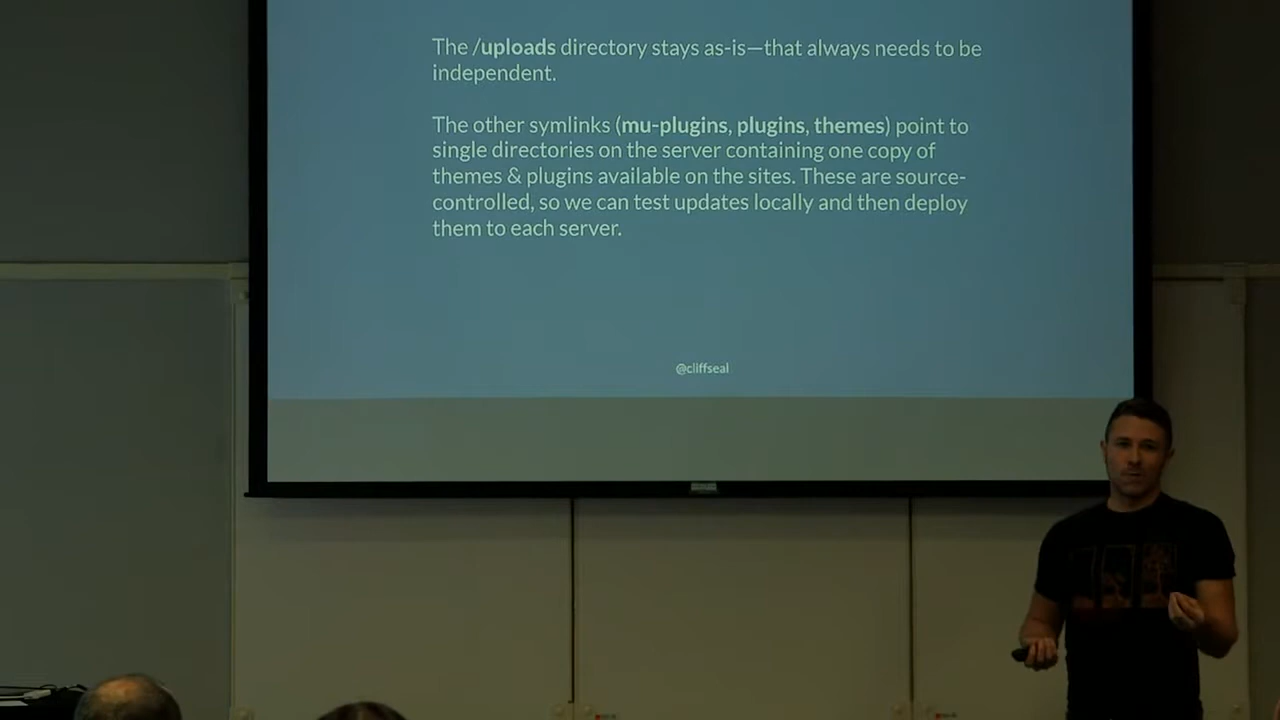 The /uploads directory stays as-is—that always needs to be
independent.
The other symlinks (mu-plugins, plugins, themes) point to
single directories on the server containing one copy of
themes & plugins available on the sites. These are source-
controlled, so we can test updates locally and then deploy
them to each server.
@cliffseal